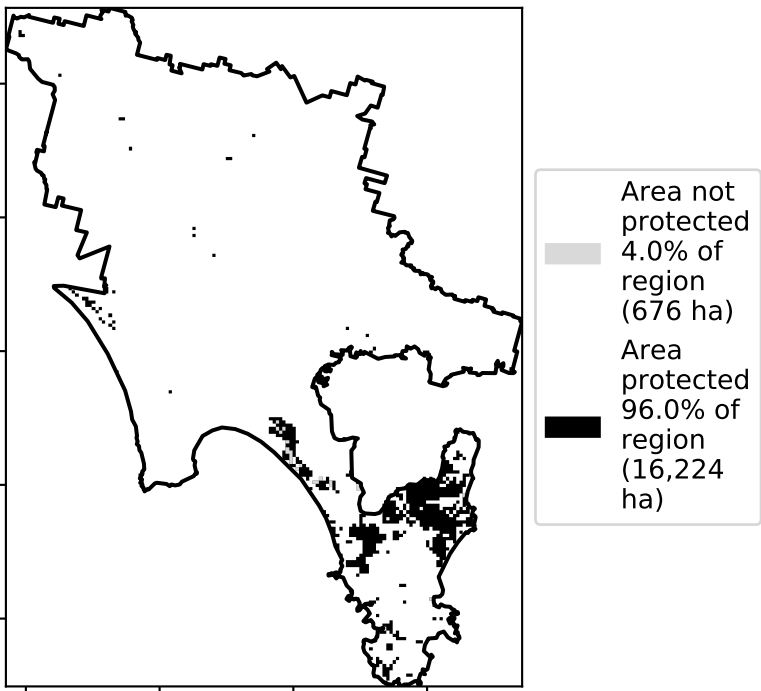 Area not
protected
4.0% of
region
(676 ha)
Area
protected
96.0% of
region
(16,224
ha)